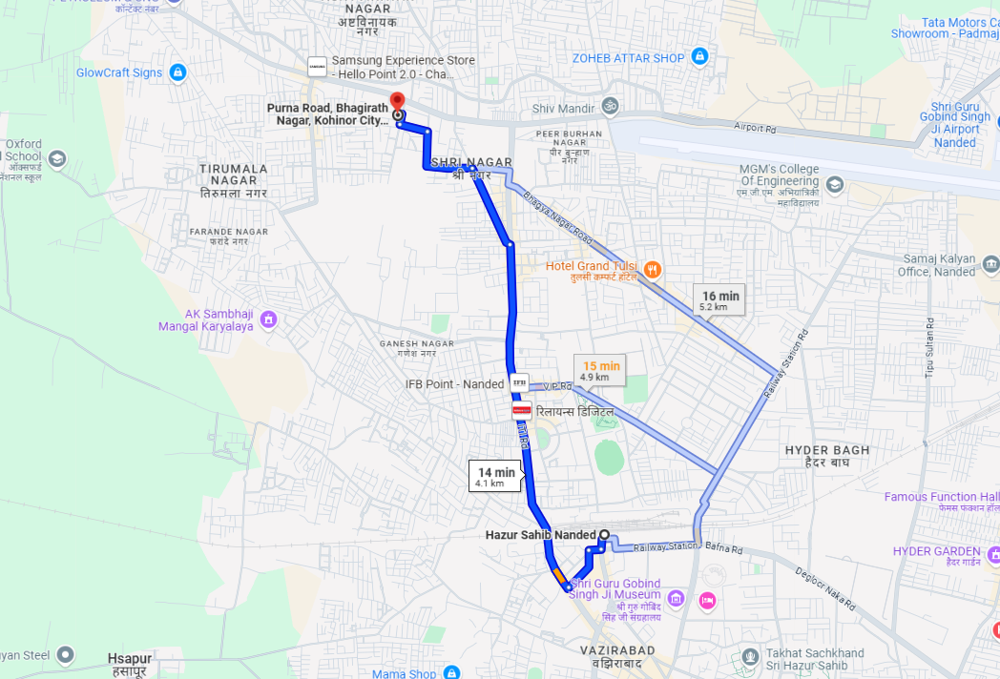 कॉन्टॅक्ट नंबर
NAGAR
अष्टविनायक
नगर
Samsung Experience Store
- Hello Point 2.0 - Cha...
SAMSUNG
GlowCraft Signs
ZOHEB ATTAR SHOP
Tata Motors Ca
Showroom - Padmaj
Purna Road, Bhagirath
Nagar, Kohinor City...
Shiv Mandir
Airport Rd
Shri Guru
Gobind Singh
Ji Airport
Nanded
PEER BURHAN
NAGAR
पीर बुऱ्हाण
नगर
Oxford
l School
ऑक्सफर्ड
नॅशनल स्कूल
TIRUMALA
NAGAR
तिरुमला नगर
SHRI NAGAR
श्री नगर
MGM's College
Of Engineering
एम जी एम अभियांत्रिकी
महाविद्यालय
Bhagya Nagar Road
FARANDE NAGAR
फरांदे नगर
Hotel Grand Tulsi
तुलसी कम्फर्ट हॉटेल
Samaj Kalyan
Office, Nanded
16 min
5.2 km
AK Sambhaji
Mangal Karyalaya
GANESH NAGAR
गणेश नगर
Railway Station Rd
Tipu Sultan Rd
15 min
4.9 km
IFB Point - Nanded
IFB
V.I.P Rd
रिलायन्स डिजिटल
HYDER BAGH
हैदर बाघ
14 min
4.1 km
Famous Function Hall
फेमस फंक्शन हॉल
Hazur Sahib Nanded
Railway Station
Bafna Rd
HYDER GARDEN
हैदर गार्डन
Degloor Naka Rd
Shri Guru Gobind
Singh Ji Museum
श्री गुरु गोबिंद
सिंह जी संग्रहालय
VAZIRABAD
वझिराबाद
yan Steel
Hsapur
हसापूर
Mama Shop
Takhat Sachkhand
Sri Hazur Sahib